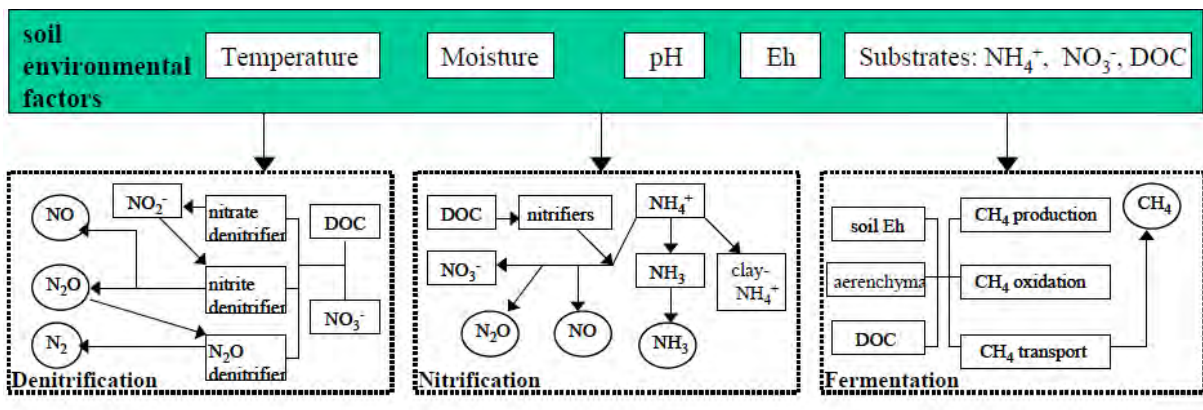 soil
environmental
factors
Temperature
Moisture
pH
Eh
Substrates: NH₄⁺, NO₃⁻, DOC
NO
NO₂⁻
nitrate
denitrifier
DOC
N₂O
nitrite
denitrifier
NO₃⁻
N₂
N₂O
denitrifier
Denitrification
DOC
nitrifiers
NH₄⁺
NO₃⁻
NH₃
clay-
NH₄⁺
N₂O
NO
NH₃
Nitrification
soil Eh
CH₄ production
CH₄
aerenchyma
CH₄ oxidation
DOC
CH₄ transport
Fermentation